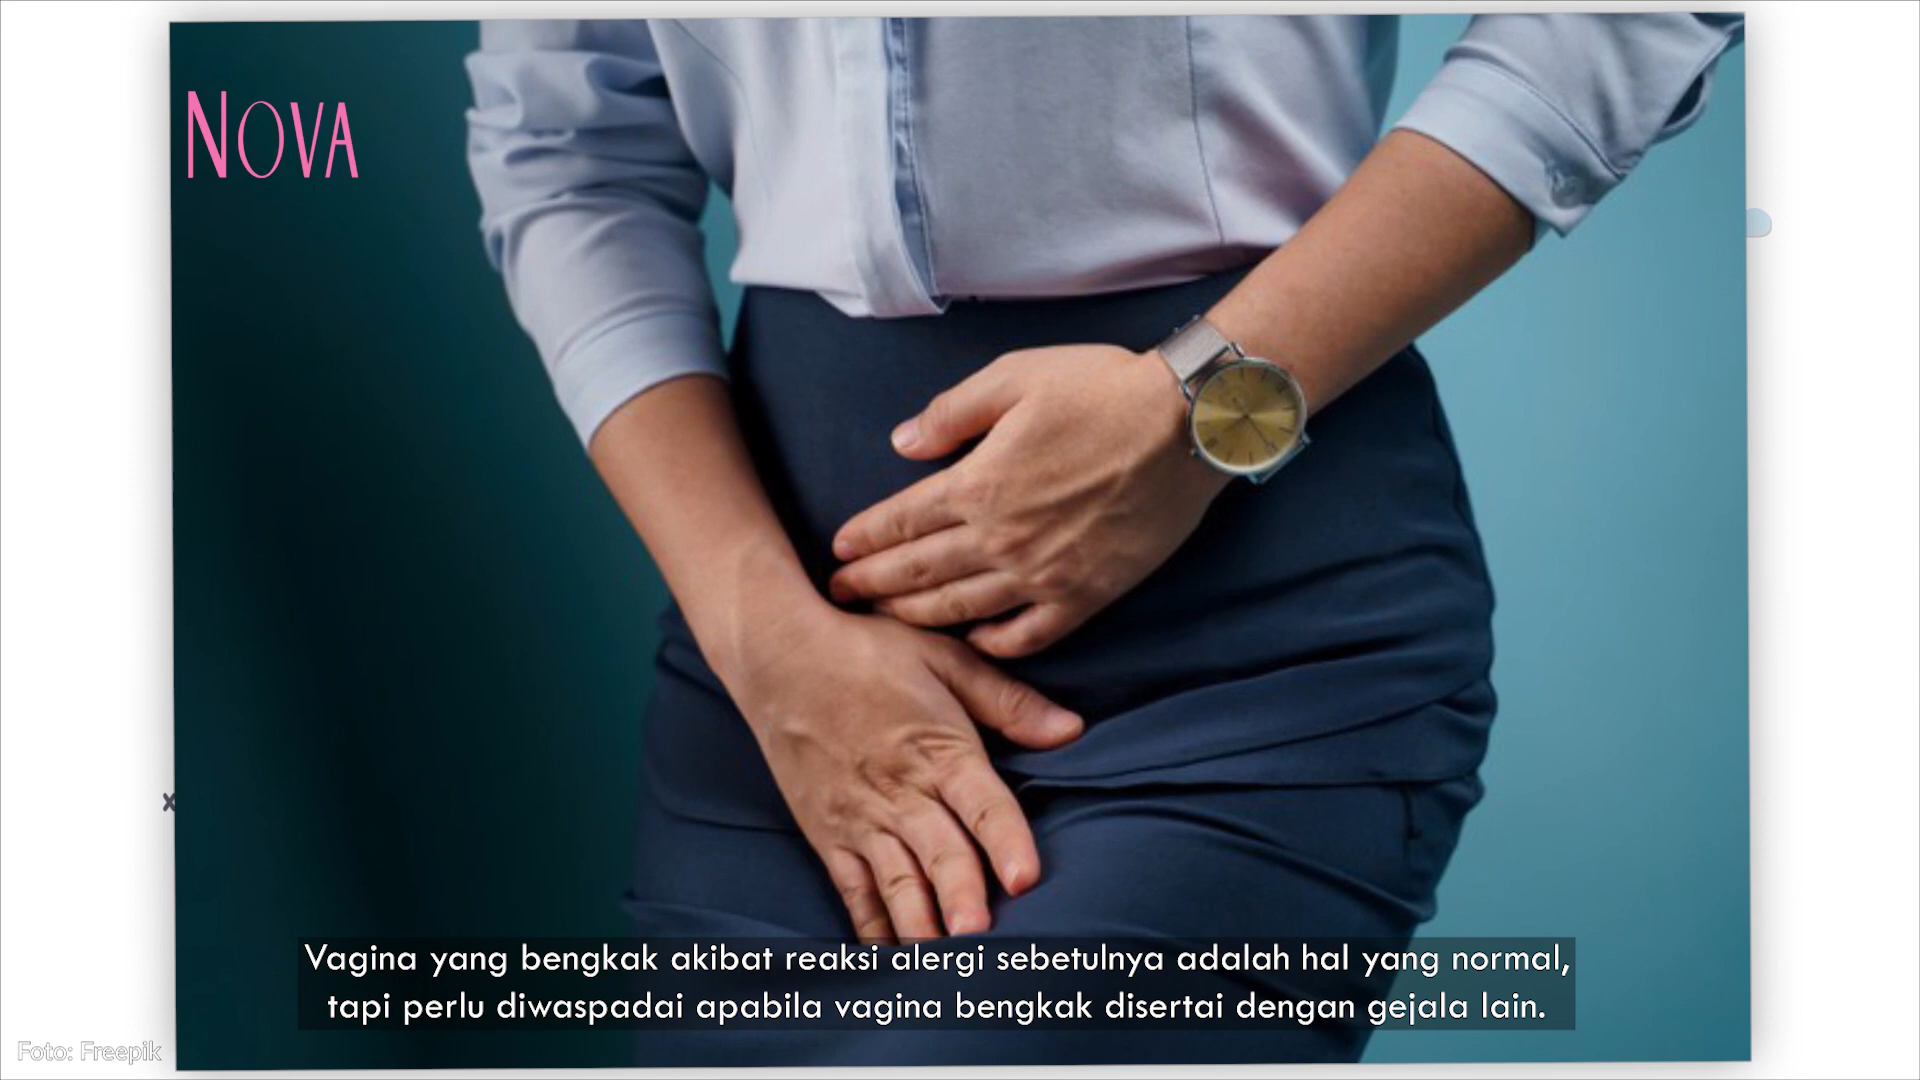 NOVA
Vagina yang bengkak akibat reaksi alergi sebetulnya adalah hal yang normal,
tapi perlu diwaspadai apabila vagina bengkak disertai dengan gejala lain.
Foto: Freepik